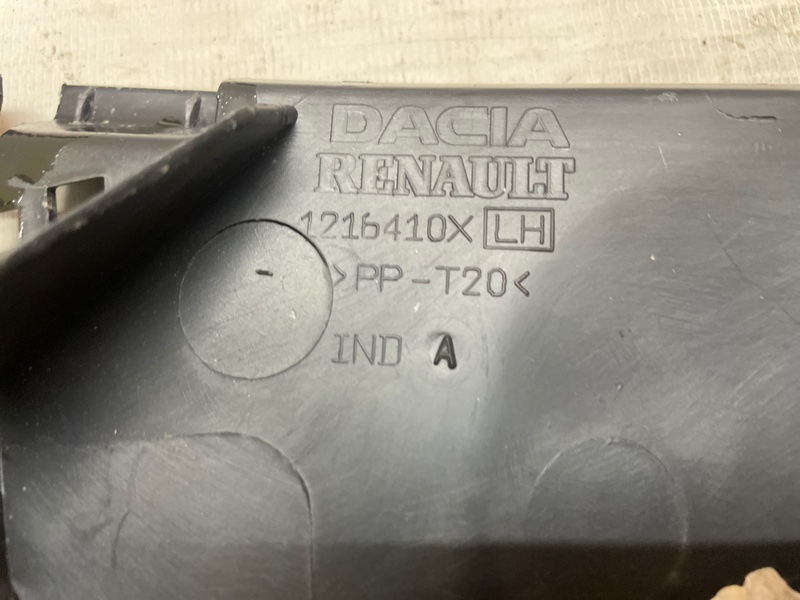 DACIA
RENAULT
1216410X LH
>PP-T20<
IND A